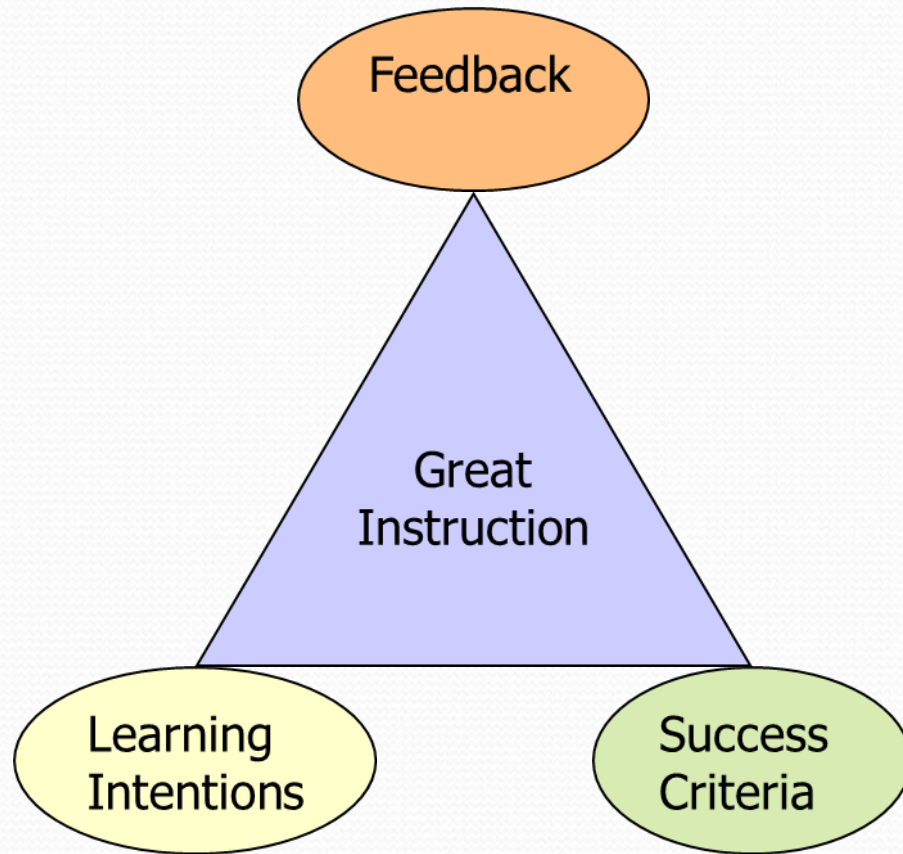 Feedback
Great
Instruction
Learning
Intentions
Success
Criteria